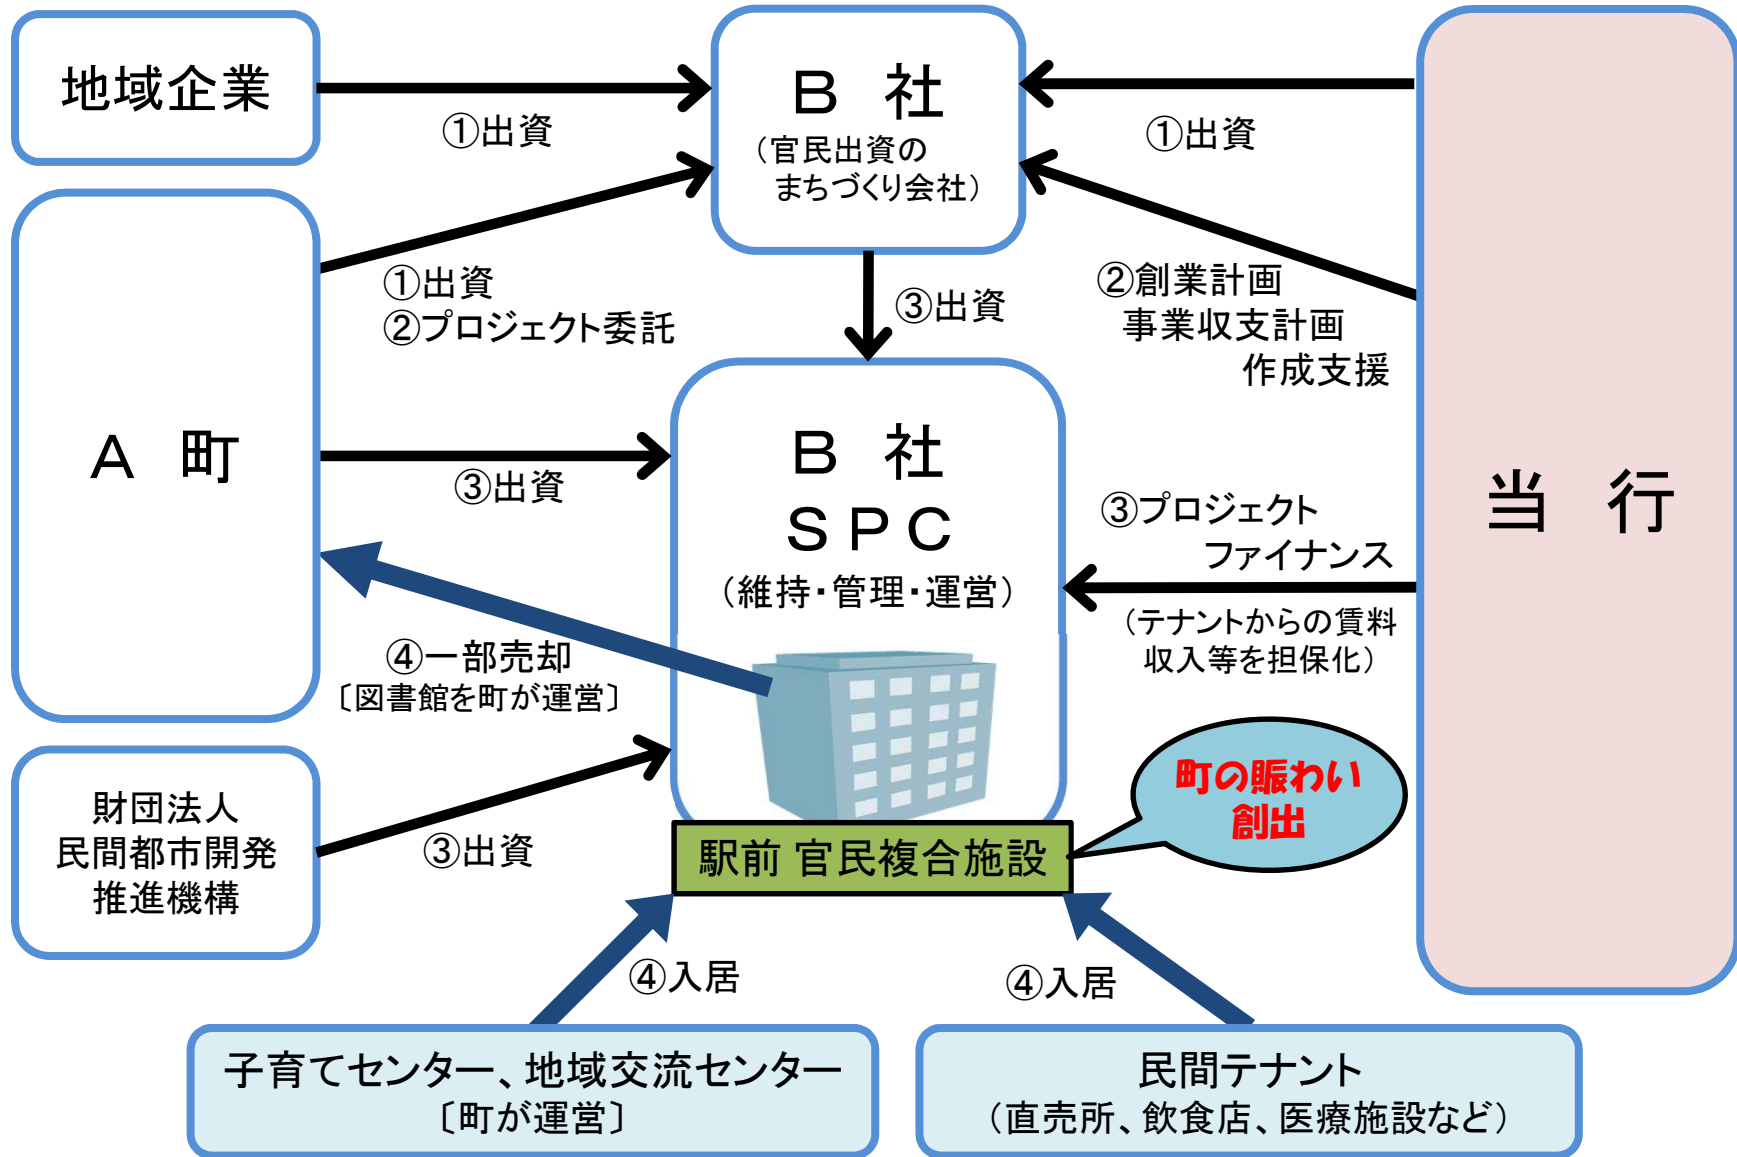 地域企業
①出資
B 社
(官民出資の
まちづくり会社)
①出資
A 町
①出資
②プロジェクト委託
③出資
②創業計画
事業収支計画
作成支援
当 行
③出資
B 社
SPC
(維持・管理・運営)
③プロジェクト
ファイナンス
(テナントからの賃料
収入等を担保化)
④一部売却
〔図書館を町が運営〕
財団法人
民間都市開発
推進機構
③出資
町の賑わい
創出
駅前 官民複合施設
④入居
④入居
子育てセンター、地域交流センター
〔町が運営〕
民間テナント
(直売所、飲食店、医療施設など)